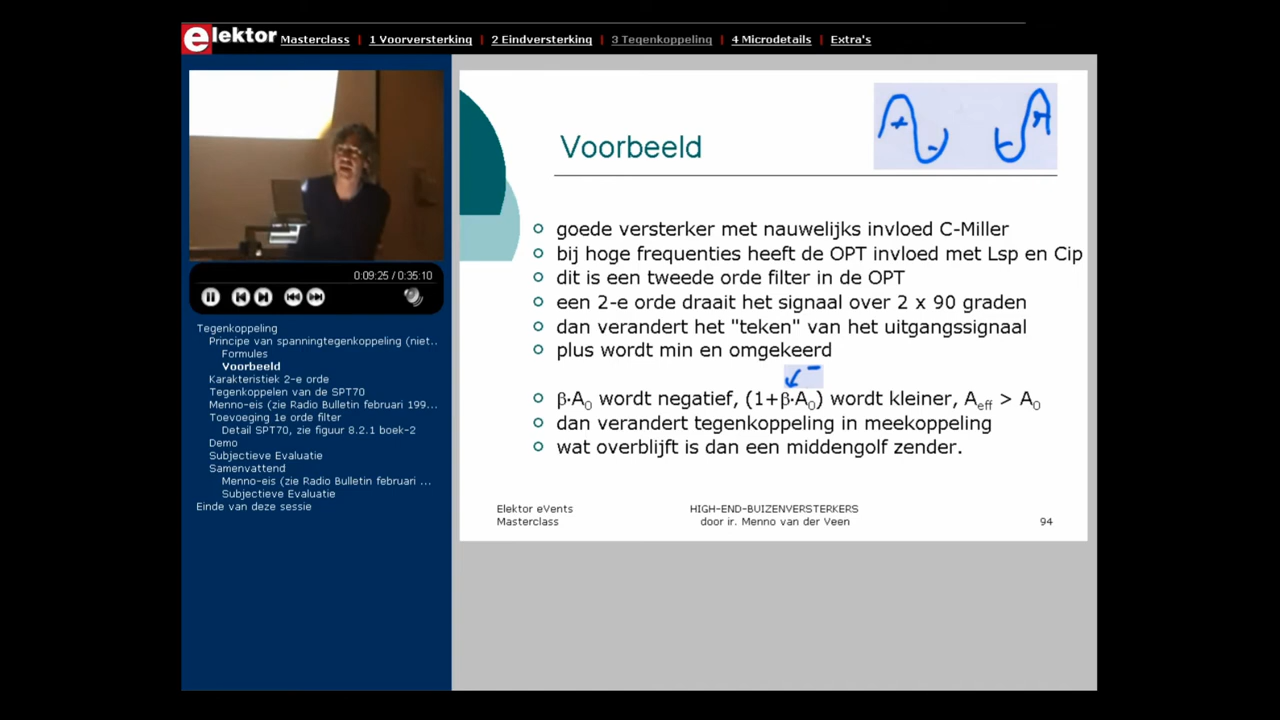 elektor
Masterclass | 1 Voorversterking | 2 Eindversterking | 3 Tegenkoppeling | 4 Microdetails | Extra's
0:09:25 / 0:35:10
Tegenkoppeling
Principe van spanningtegenkoppeling (niet..
Formules
Voorbeeld
Karakteristiek 2-e orde
Tegenkoppelen van de SPT70
Menno-eis (zie Radio Bulletin februari 199...
Toevoeging 1e orde filter
Detail SPT70, zie figuur 8.2.1 boek-2
Demo
Subjectieve Evaluatie
Samenvattend
Menno-eis (zie Radio Bulletin februari ...
Subjectieve Evaluatie
Einde van deze sessie
Voorbeeld
+ -
goede versterker met nauwelijks invloed C-Miller
bij hoge frequenties heeft de OPT invloed met Lsp en Cip
dit is een tweede orde filter in de OPT
een 2-e orde draait het signaal over 2 x 90 graden
dan verandert het "teken" van het uitgangssignaal
plus wordt min en omgekeerd
-
β·A0 wordt negatief, (1+β·A0) wordt kleiner, Aeff > A0
dan verandert tegenkoppeling in meekoppeling
wat overblijft is dan een middengolf zender.
Elektor eVents
Masterclass
HIGH-END-BUIZENVERSTERKERS
door ir. Menno van der Veen
94